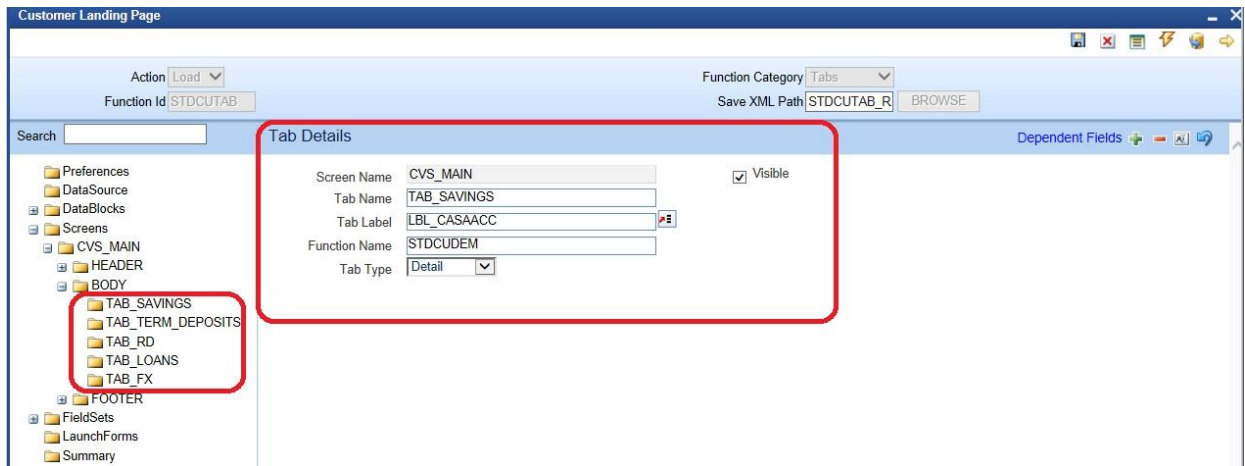 Customer Landing Page
Action Load
Function Category Tabs
Function Id STDCUTAB
Save XML Path STDCUTAB_R BROWSE
Search
Tab Details
Dependent Fields
Preferences
DataSource
DataBlocks
Screens
CVS_MAIN
HEADER
BODY
TAB_SAVINGS
TAB_TERM_DEPOSITS
TAB_RD
TAB_LOANS
TAB_FX
FOOTER
FieldSets
LaunchForms
Summary
Screen Name CVS_MAIN
Visible
Tab Name TAB_SAVINGS
Tab Label LBL_CASAACC
Function Name STDCUDEM
Tab Type Detail